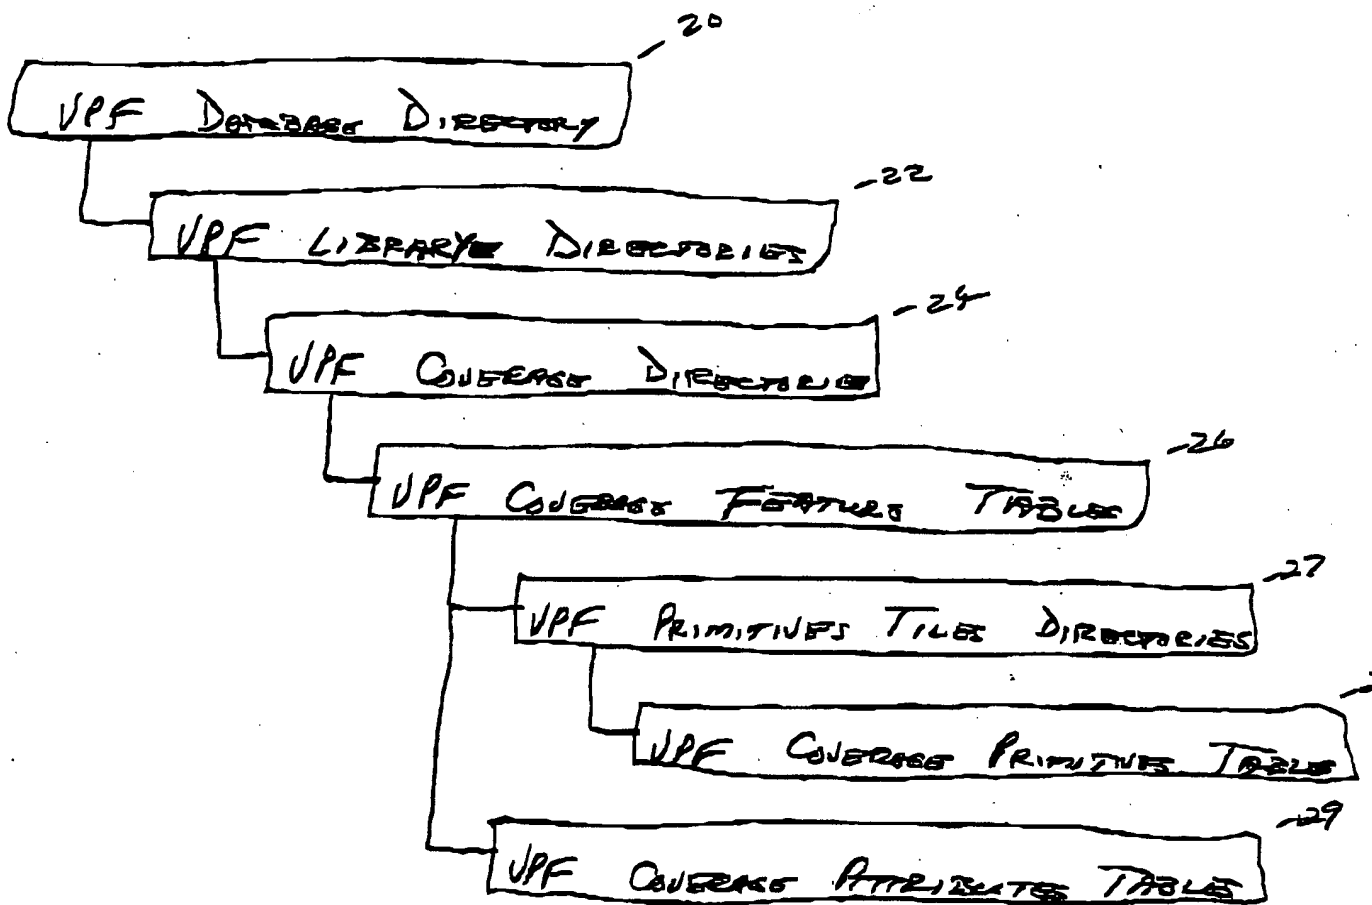 20
VPF DATABASE DIRECTORY
22
VPF LIBRARY DIRECTORIES
24
VPF COVERAGE DIRECTORIES
26
VPF COVERAGE FEATURE TABLES
27
VPF PRIMITIVES TILES DIRECTORIES
VPF COVERAGE PRIMITIVES TABLE
29
VPF COVERAGE ATTRIBUTES TABLES